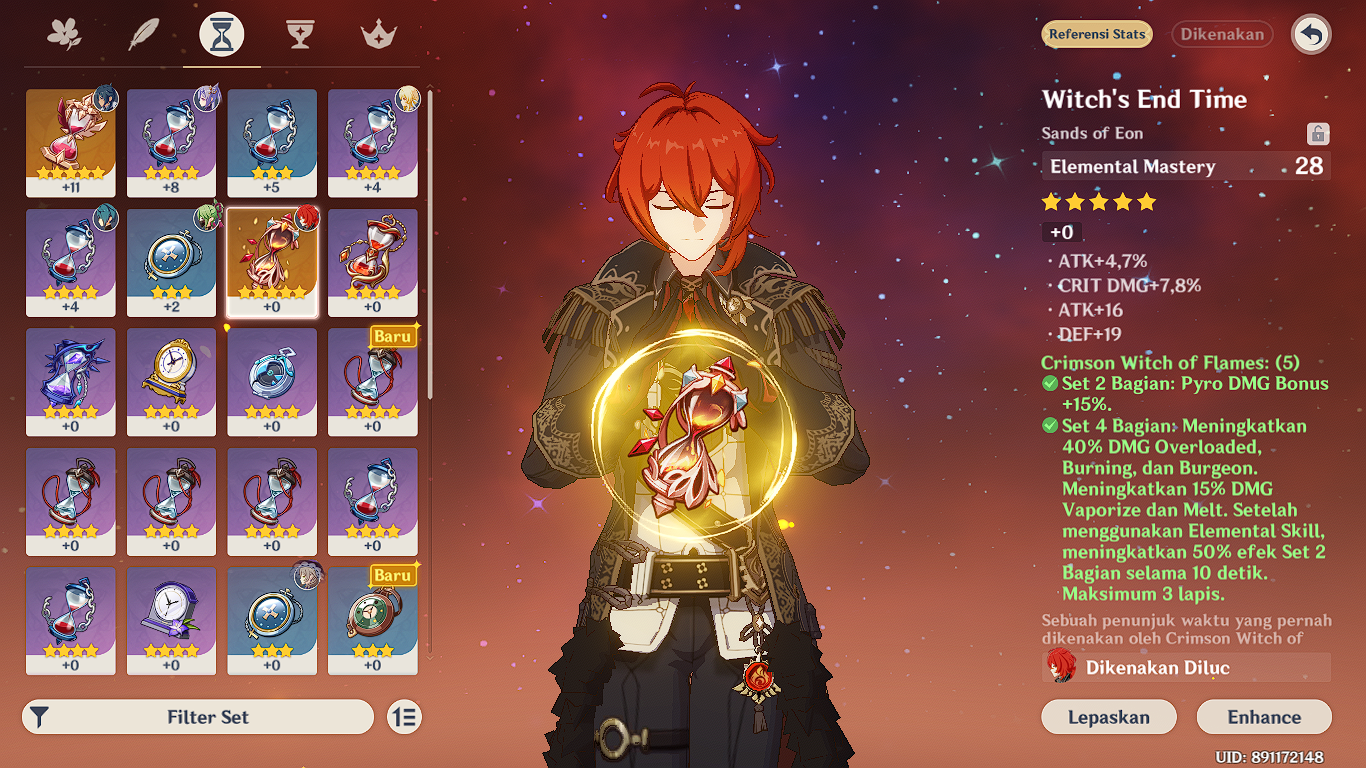 Referensi Stats
Dikenakan
Witch's End Time
Sands of Eon
Elemental Mastery 28
+0
· ATK+4,7%
· CRIT DMG+7,8%
· ATK+16
· DEF+19
Crimson Witch of Flames: (5)
Set 2 Bagian: Pyro DMG Bonus
+15%.
Set 4 Bagian: Meningkatkan
40% DMG Overloaded,
Burning, dan Burgeon.
Meningkatkan 15% DMG
Vaporize dan Melt. Setelah
menggunakan Elemental Skill,
meningkatkan 50% efek Set 2
Bagian selama 10 detik.
Maksimum 3 lapis.
Sebuah penunjuk waktu yang pernah
dikenakan oleh Crimson Witch of
Dikenakan Diluc
Lepaskan
Enhance
UID: 891172148
+11 +8 +5 +4
+4 +2 +0 +0
Baru
+0 +0 +0 +0
+0 +0 +0 +0
Baru
+0 +0 +0 +0
Filter Set